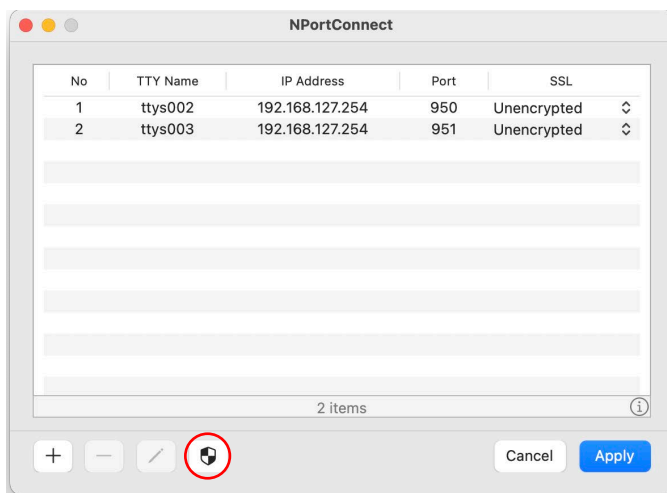 NPortConnect
No TTY Name IP Address Port SSL
1 ttys002 192.168.127.254 950 Unencrypted
2 ttys003 192.168.127.254 951 Unencrypted
2 items
Cancel Apply